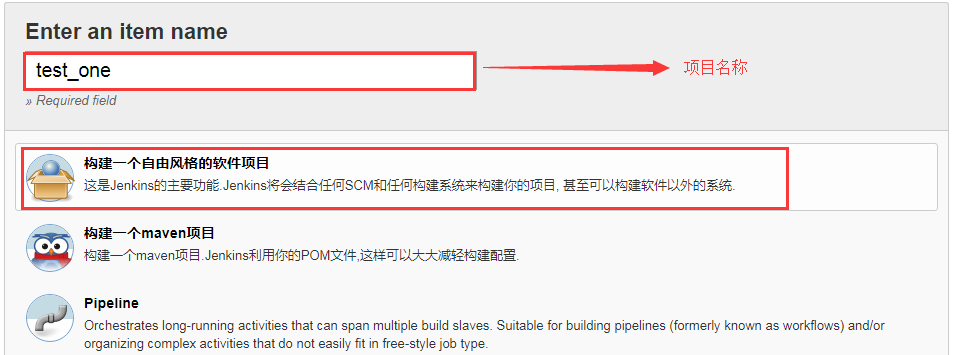 Enter an item name
test_one
项目名称
» Required field
构建一个自由风格的软件项目
这是Jenkins的主要功能.Jenkins将会结合任何SCM和任何构建系统来构建你的项目, 甚至可以构建软件以外的系统.
构建一个maven项目
构建一个maven项目.Jenkins利用你的POM文件,这样可以大大减轻构建配置.
Pipeline
Orchestrates long-running activities that can span multiple build slaves. Suitable for building pipelines (formerly known as workflows) and/or
organizing complex activities that do not easily fit in free-style job type.